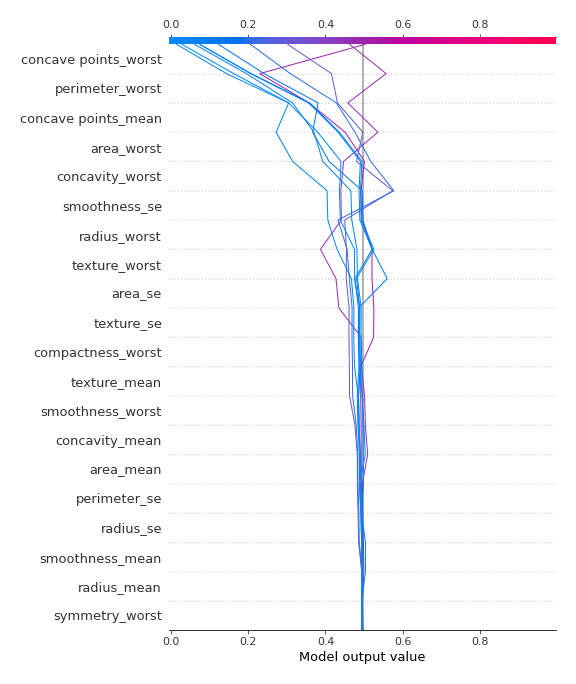 0.0 0.2 0.4 0.6 0.8
concave points_worst
perimeter_worst
concave points_mean
area_worst
concavity_worst
smoothness_se
radius_worst
texture_worst
area_se
texture_se
compactness_worst
texture_mean
smoothness_worst
concavity_mean
area_mean
perimeter_se
radius_se
smoothness_mean
radius_mean
symmetry_worst
0.0 0.2 0.4 0.6 0.8
Model output value